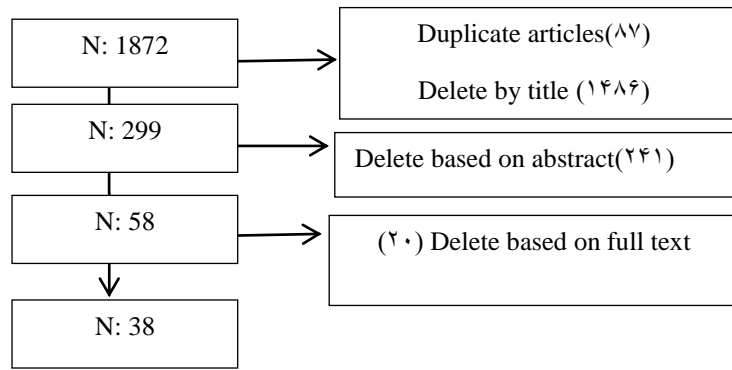 N: 1872
Duplicate articles(۸۷)
Delete by title (۱۴۸۶)
N: 299
Delete based on abstract(۲۴۱)
N: 58
(۲۰) Delete based on full text
N: 38